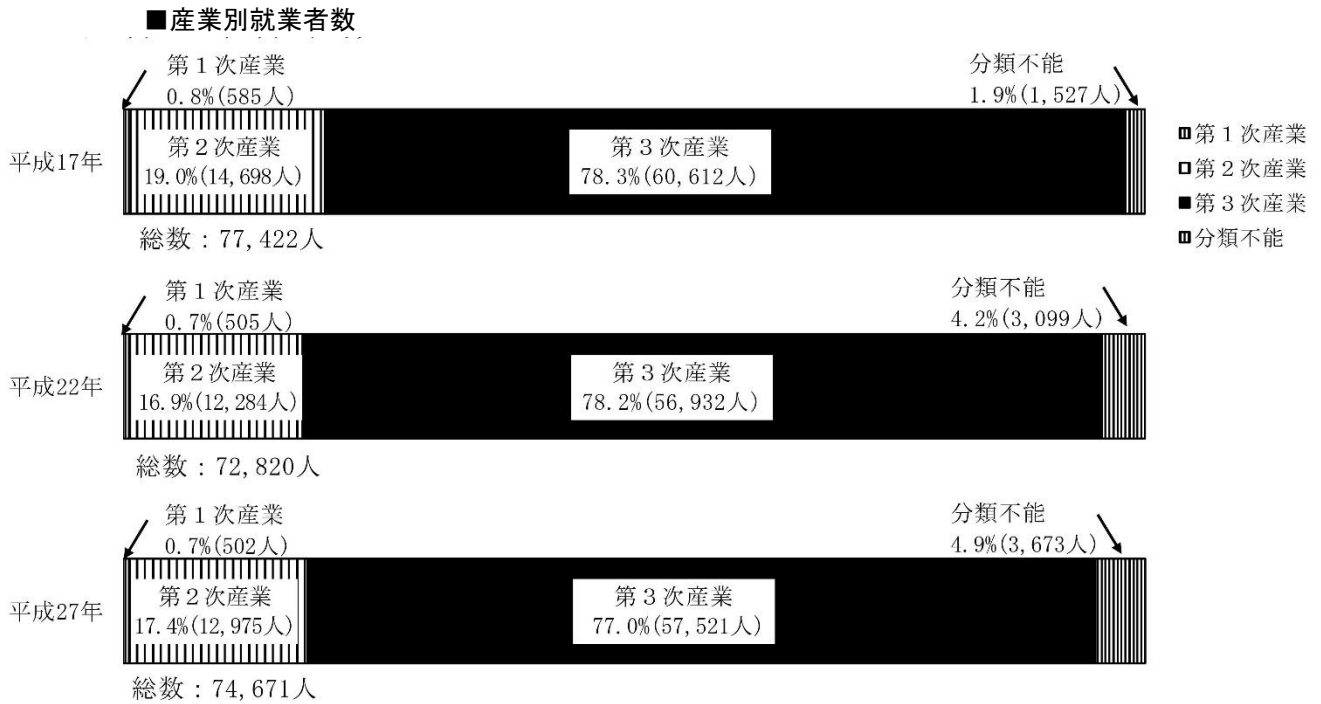 ■産業別就業者数
第１次産業
0.8%(585人)
分類不能
1.9%(1,527人)
平成17年
第２次産業
19.0%(14,698人)
第３次産業
78.3%(60,612人)
総数：77,422人
第１次産業
第２次産業
第３次産業
分類不能
第１次産業
0.7%(505人)
分類不能
4.2%(3,099人)
平成22年
第２次産業
16.9%(12,284人)
第３次産業
78.2%(56,932人)
総数：72,820人
第１次産業
0.7%(502人)
分類不能
4.9%(3,673人)
平成27年
第２次産業
17.4%(12,975人)
第３次産業
77.0%(57,521人)
総数：74,671人